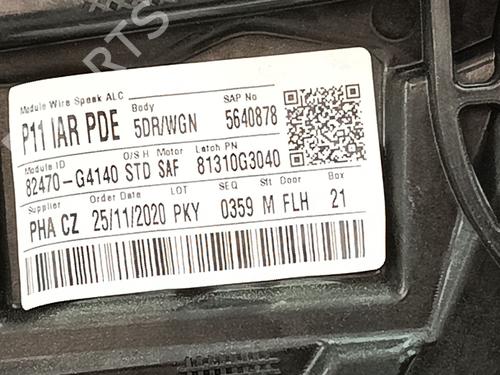 Module Wire Speak ALC Body SAP No
P11 IAR PDE 5DR/WGN 5640878
Module ID O/S H Motor Latch PN
82470-G4140 STD SAF 81310G3040
Supplier Order Date LOT SEQ Sft Door Box
PHA CZ 25/11/2020 PKY 0359 M FLH 21